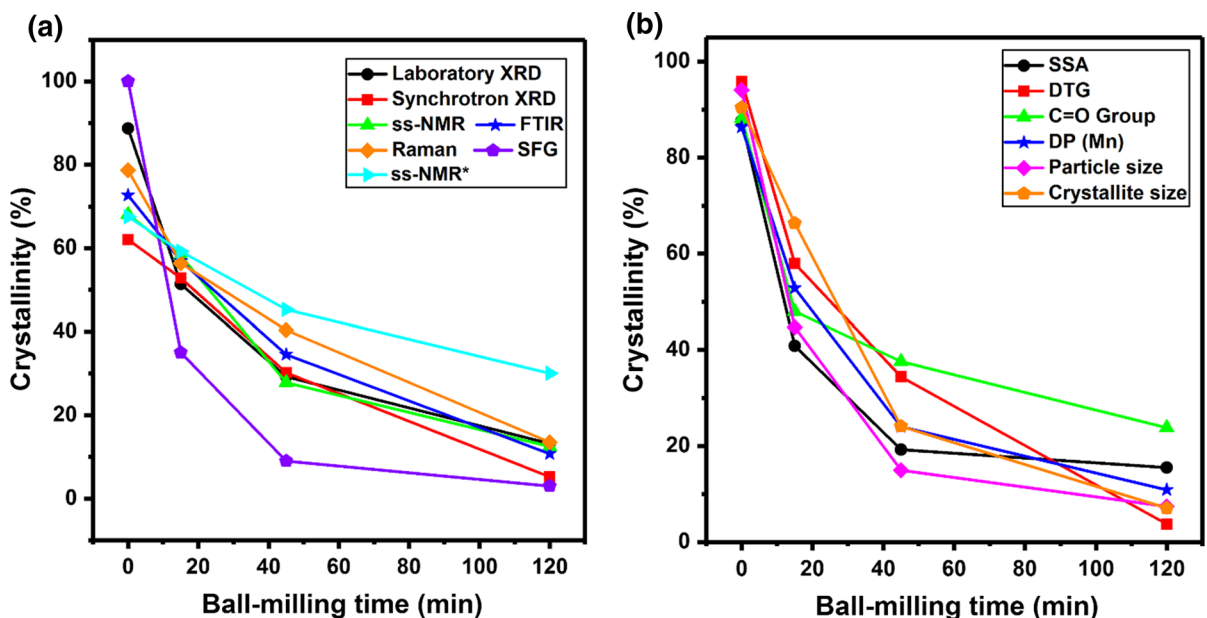 (a)
Crystallinity (%)
100
80
60
40
20
0
Laboratory XRD
Synchrotron XRD
ss-NMR FTIR
Raman SFG
ss-NMR*
0 20 40 60 80 100 120
Ball-milling time (min)
(b)
Crystallinity (%)
100
80
60
40
20
0
SSA
DTG
C=O Group
DP (Mn)
Particle size
Crystallite size
0 20 40 60 80 100 120
Ball-milling time (min)